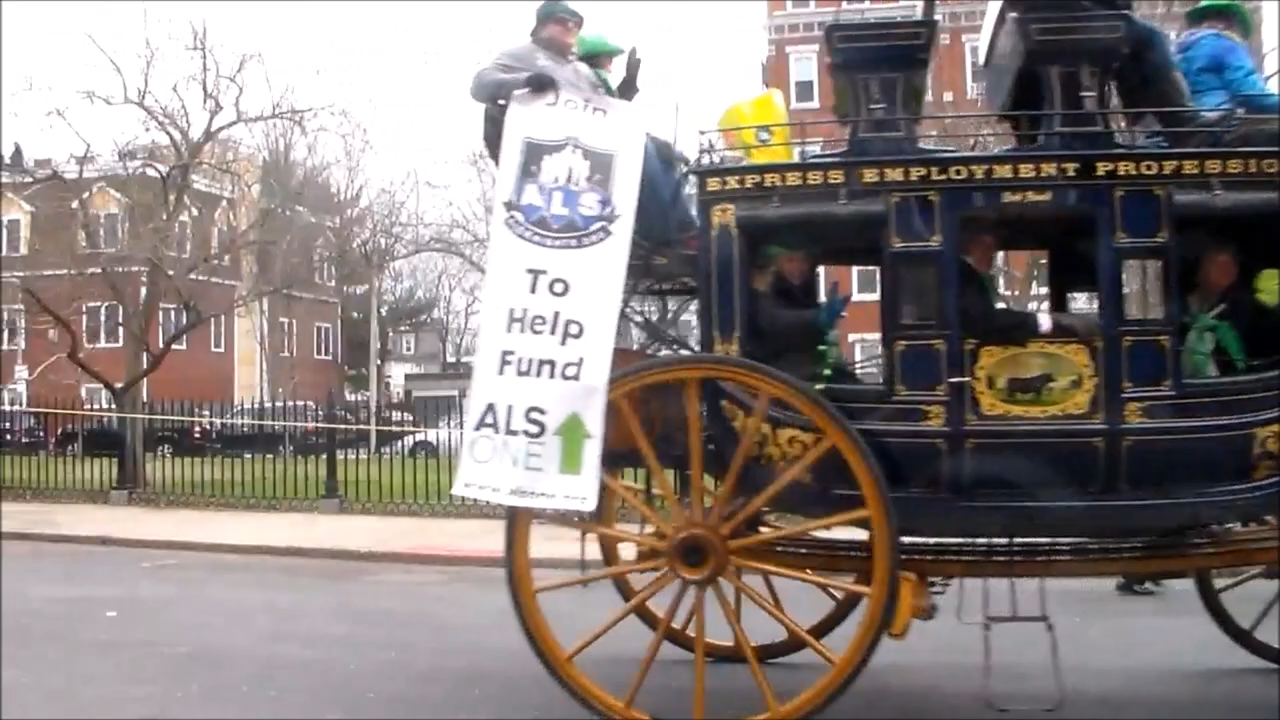 Join
ALS
To
Help
Fund
ALS
ONE
EXPRESS EMPLOYMENT PROFESSIO